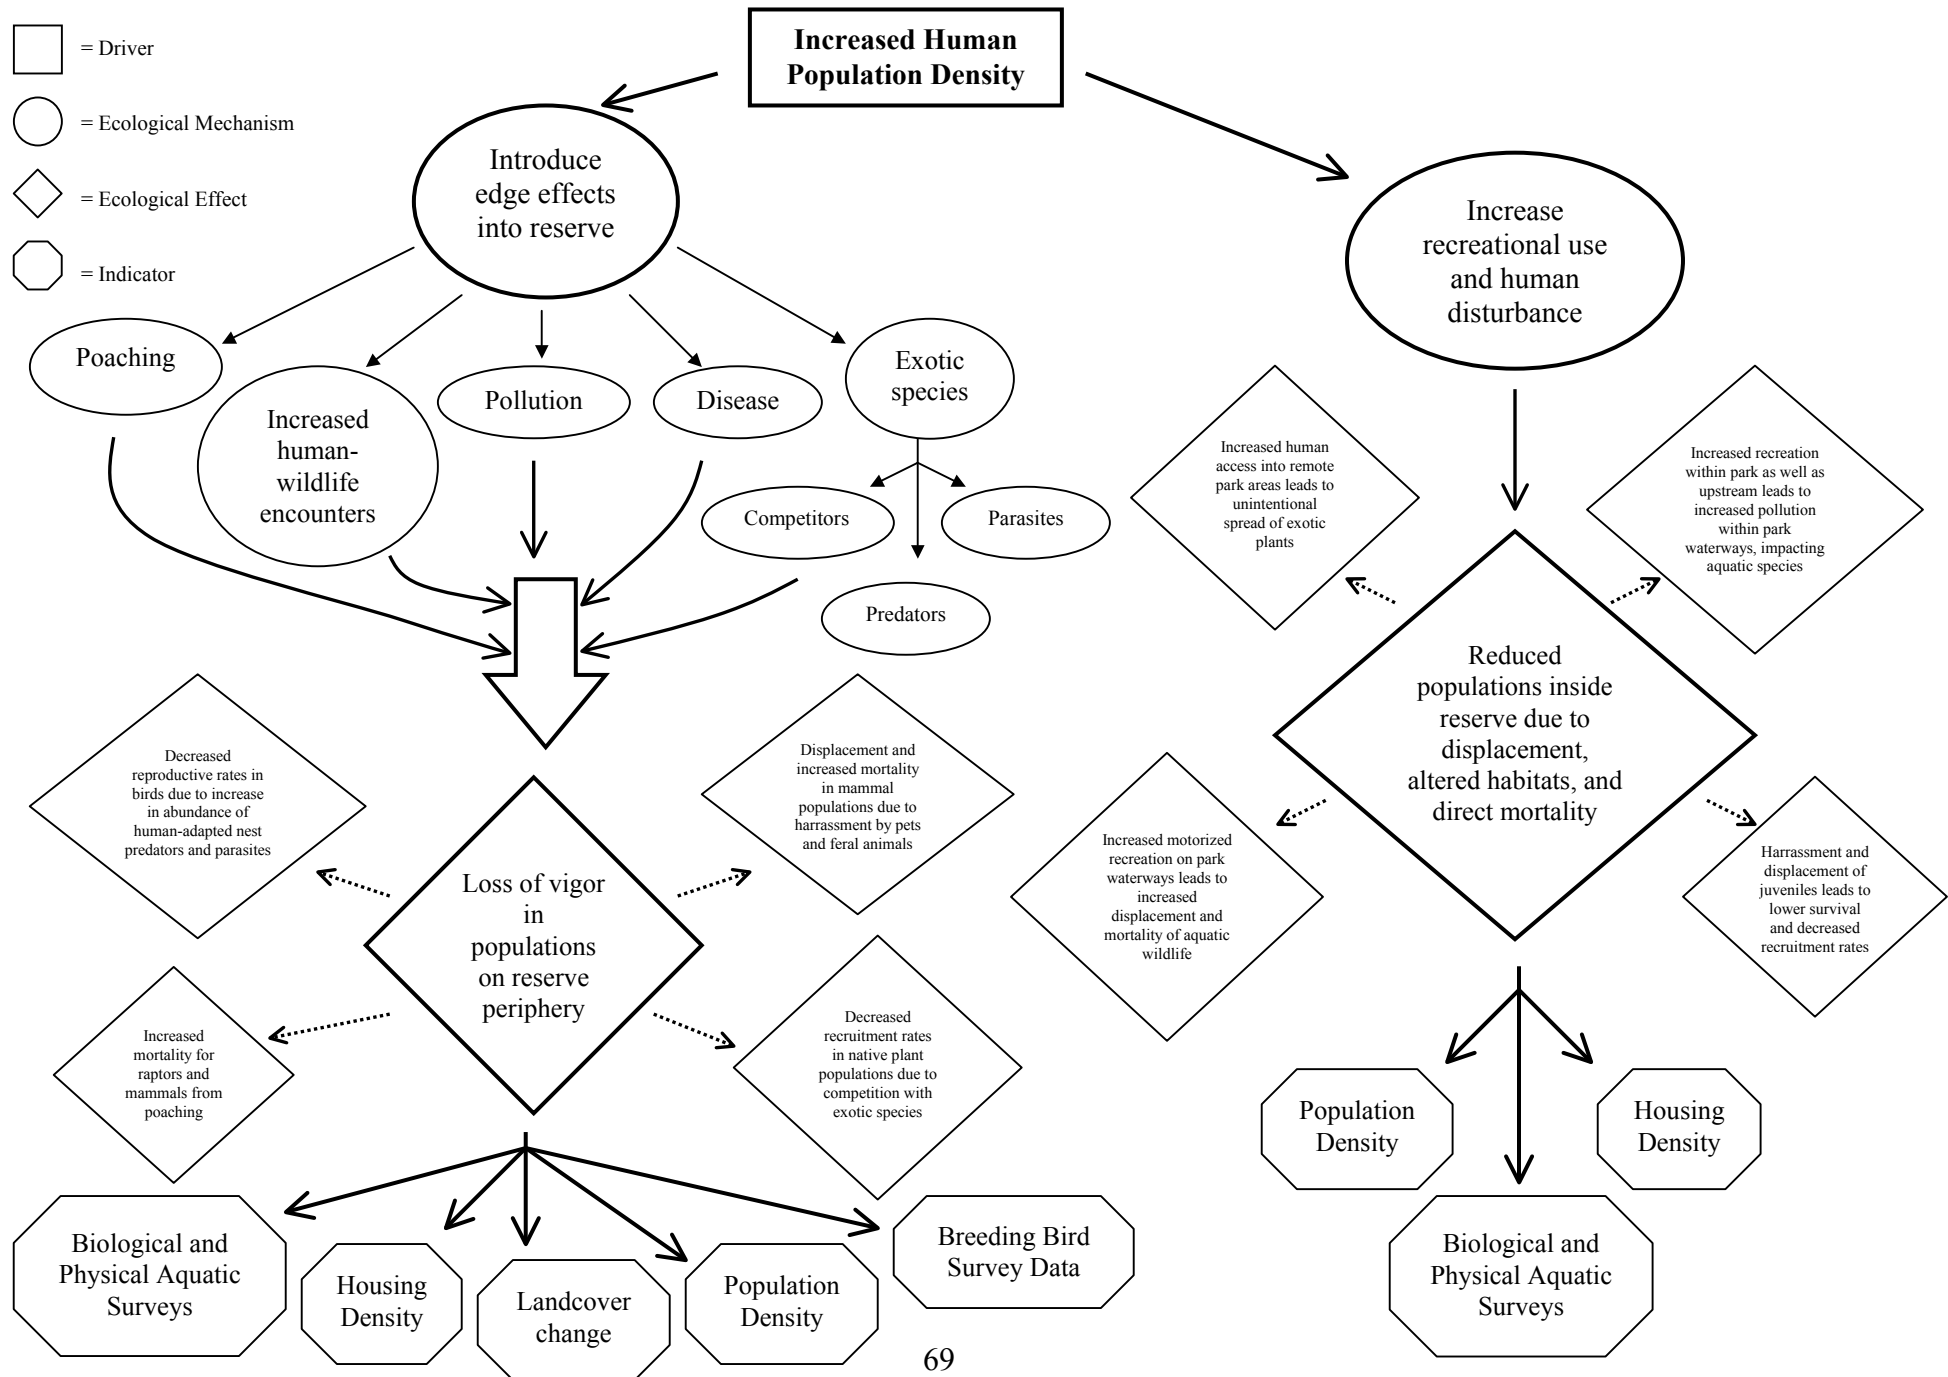 = Driver
= Ecological Mechanism
= Ecological Effect
= Indicator
Increased Human
Population Density
Introduce
edge effects
into reserve
Increase
recreational use
and human
disturbance
Poaching
Increased
human-
wildlife
encounters
Pollution
Disease
Exotic
species
Competitors
Parasites
Predators
Increased human
access into remote
park areas leads to
unintentional
spread of exotic
plants
Increased recreation
within park as well as
upstream leads to
increased pollution
within park
waterways, impacting
aquatic species
Reduced
populations inside
reserve due to
displacement,
altered habitats, and
direct mortality
Decreased
reproductive rates in
birds due to increase
in abundance of
human-adapted nest
predators and parasites
Displacement and
increased mortality
in mammal
populations due to
harrassment by pets
and feral animals
Loss of vigor
in
populations
on reserve
periphery
Increased motorized
recreation on park
waterways leads to
increased
displacement and
mortality of aquatic
wildlife
Harrassment and
displacement of
juveniles leads to
lower survival
and decreased
recruitment rates
Increased
mortality for
raptors and
mammals from
poaching
Decreased
recruitment rates
in native plant
populations due to
competition with
exotic species
Population
Density
Housing
Density
Biological and
Physical Aquatic
Surveys
Housing
Density
Landcover
change
Population
Density
Breeding Bird
Survey Data
Biological and
Physical Aquatic
Surveys
69